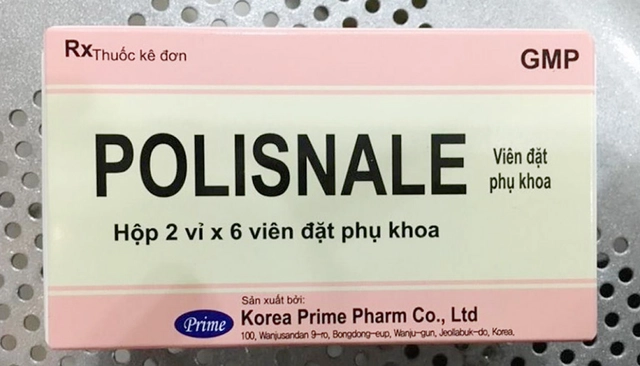 Rx Thuốc kê đơn
GMP
POLISNALE
Viên đặt
phụ khoa
Hộp 2 vỉ x 6 viên đặt phụ khoa
Sản xuất bởi:
Prime
Korea Prime Pharm Co., Ltd
100, Wanjusandan 9-ro, Bongdong-eup, Wanju-gun, Jeollabuk-do, Korea.